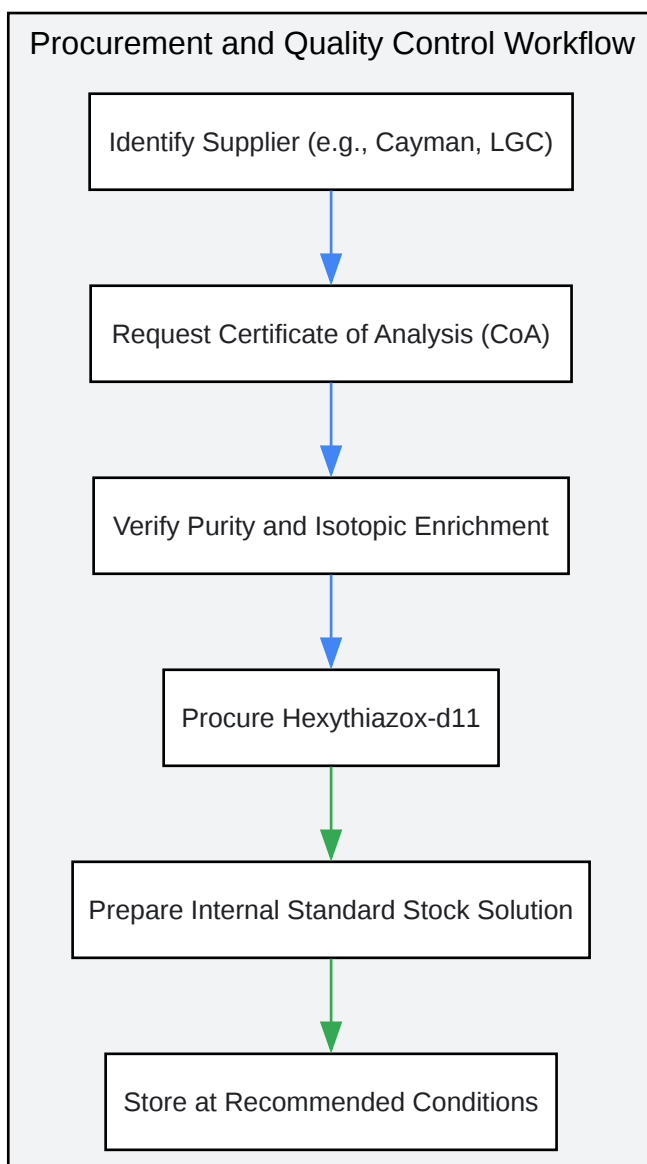 Procurement and Quality Control Workflow
Identify Supplier (e.g., Cayman, LGC)
Request Certificate of Analysis (CoA)
Verify Purity and Isotopic Enrichment
Procure Hexythiazox-d11
Prepare Internal Standard Stock Solution
Store at Recommended Conditions